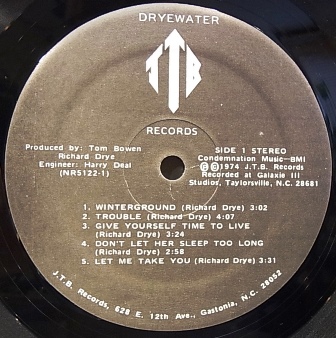 DRYEWATER
JTB
RECORDS
Produced by: Tom Bowen
Richard Drye
Engineer: Harry Deal
(NR5122-1)
SIDE 1 STEREO
Condemnation Music—BMI
©℗1974 J.T.B. Records
Recorded at Galaxie III
Studios, Taylorsville, N.C. 28681
1. WINTERGROUND (Richard Drye) 3:02
2. TROUBLE (Richard Drye) 4:07
3. GIVE YOURSELF TIME TO LIVE
(Richard Drye) 3:24
4. DON'T LET HER SLEEP TOO LONG
(Richard Drye) 2:58
5. LET ME TAKE YOU (Richard Drye) 3:31
J.T.B. Records, 628 E. 12th Ave., Gastonia, N.C. 28052